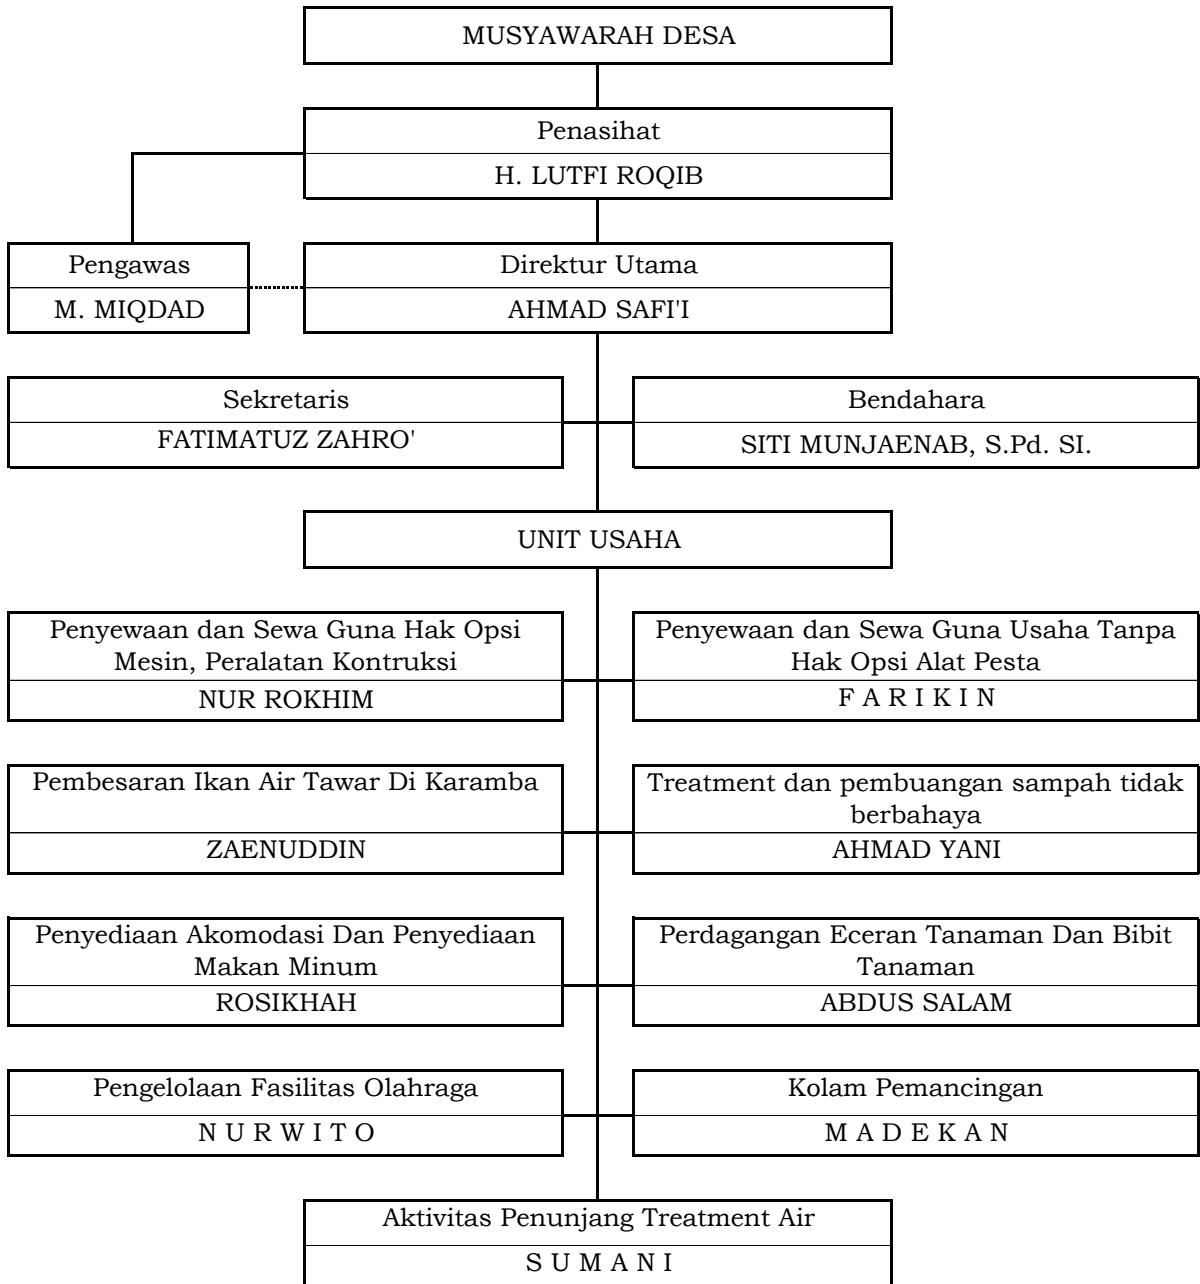 MUSYAWARAH DESA
Penasihat
H. LUTFI ROQIB
Pengawas
M. MIQDAD
Direktur Utama
AHMAD SAFI'I
Sekretaris
FATIMATUZ ZAHRO'
Bendahara
SITI MUNJAENAB, S.Pd. SI.
UNIT USAHA
Penyewaan dan Sewa Guna Hak Opsi
Mesin, Peralatan Kontruksi
NUR ROKHIM
Penyewaan dan Sewa Guna Usaha Tanpa
Hak Opsi Alat Pesta
F A R I K I N
Pembesaran Ikan Air Tawar Di Karamba
ZAENUDDIN
Treatment dan pembuangan sampah tidak
berbahaya
AHMAD YANI
Penyediaan Akomodasi Dan Penyediaan
Makan Minum
ROSIKHAH
Perdagangan Eceran Tanaman Dan Bibit
Tanaman
ABDUS SALAM
Pengelolaan Fasilitas Olahraga
N U R W I T O
Kolam Pemancingan
M A D E K A N
Aktivitas Penunjang Treatment Air
S U M A N I